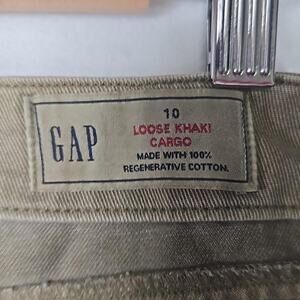 GAP
10
LOOSE KHAKI
CARGO
MADE WITH 100%
REGENERATIVE COTTON.